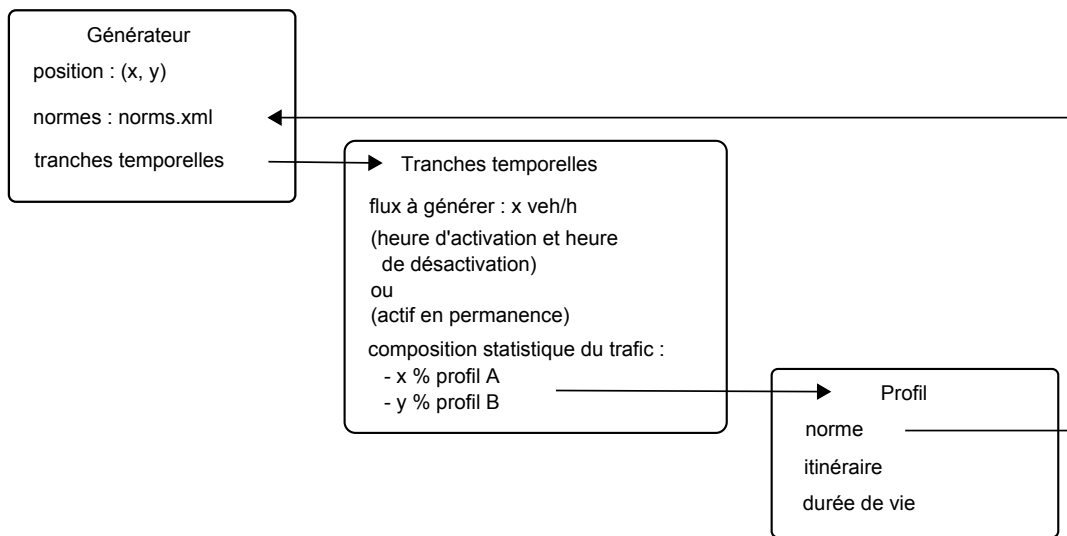 Générateur
position : (x, y)
normes : norms.xml
tranches temporelles
Tranches temporelles
flux à générer : x veh/h
(heure d'activation et heure
de désactivation)
ou
(actif en permanence)
composition statistique du trafic :
- x % profil A
- y % profil B
Profil
norme
itinéraire
durée de vie